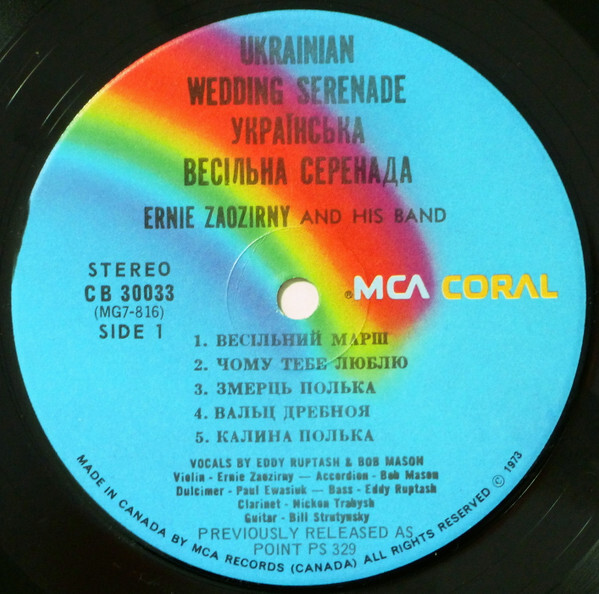 UKRAINIAN
WEDDING SERENADE
УКРАЇНСЬКА
ВЕСІЛЬНА СЕРЕНАДА
ERNIE ZAOZIRNY AND HIS BAND
STEREO
CB 30033
(MG7-816)
SIDE 1
® MCA CORAL
1. ВЕСІЛЬНИЙ МАРШ
2. ЧОМУ ТЕБЕ ЛЮБЛЮ
3. ЗМЕРЦЬ ПОЛЬКА
4. ВАЛЬЦ ДРЕБНОЯ
5. КАЛИНА ПОЛЬКА
VOCALS BY EDDY RUPTASH & BOB MASON
Violin - Ernie Zaozirny — Accordion - Bob Mason
Dulcimer - Paul Ewasiuk — Bass - Eddy Ruptash
Clarinet - Nickon Trabysh
Guitar - Bill Strutynsky
PREVIOUSLY RELEASED AS
POINT PS 329
MADE IN CANADA BY MCA RECORDS (CANADA) ALL RIGHTS RESERVED © 1973